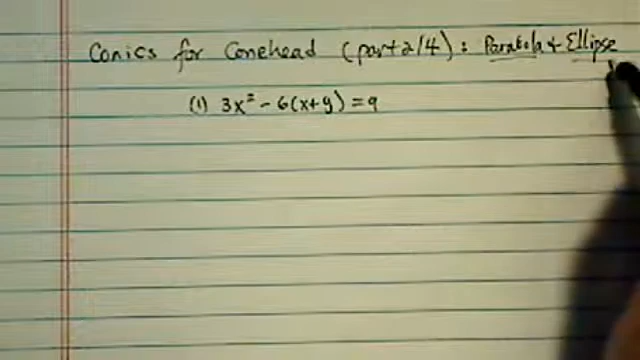 Conics for Conehead (part 2/4) : Parabola & Ellipse
(1) 3x² - 6(x+y) = 9